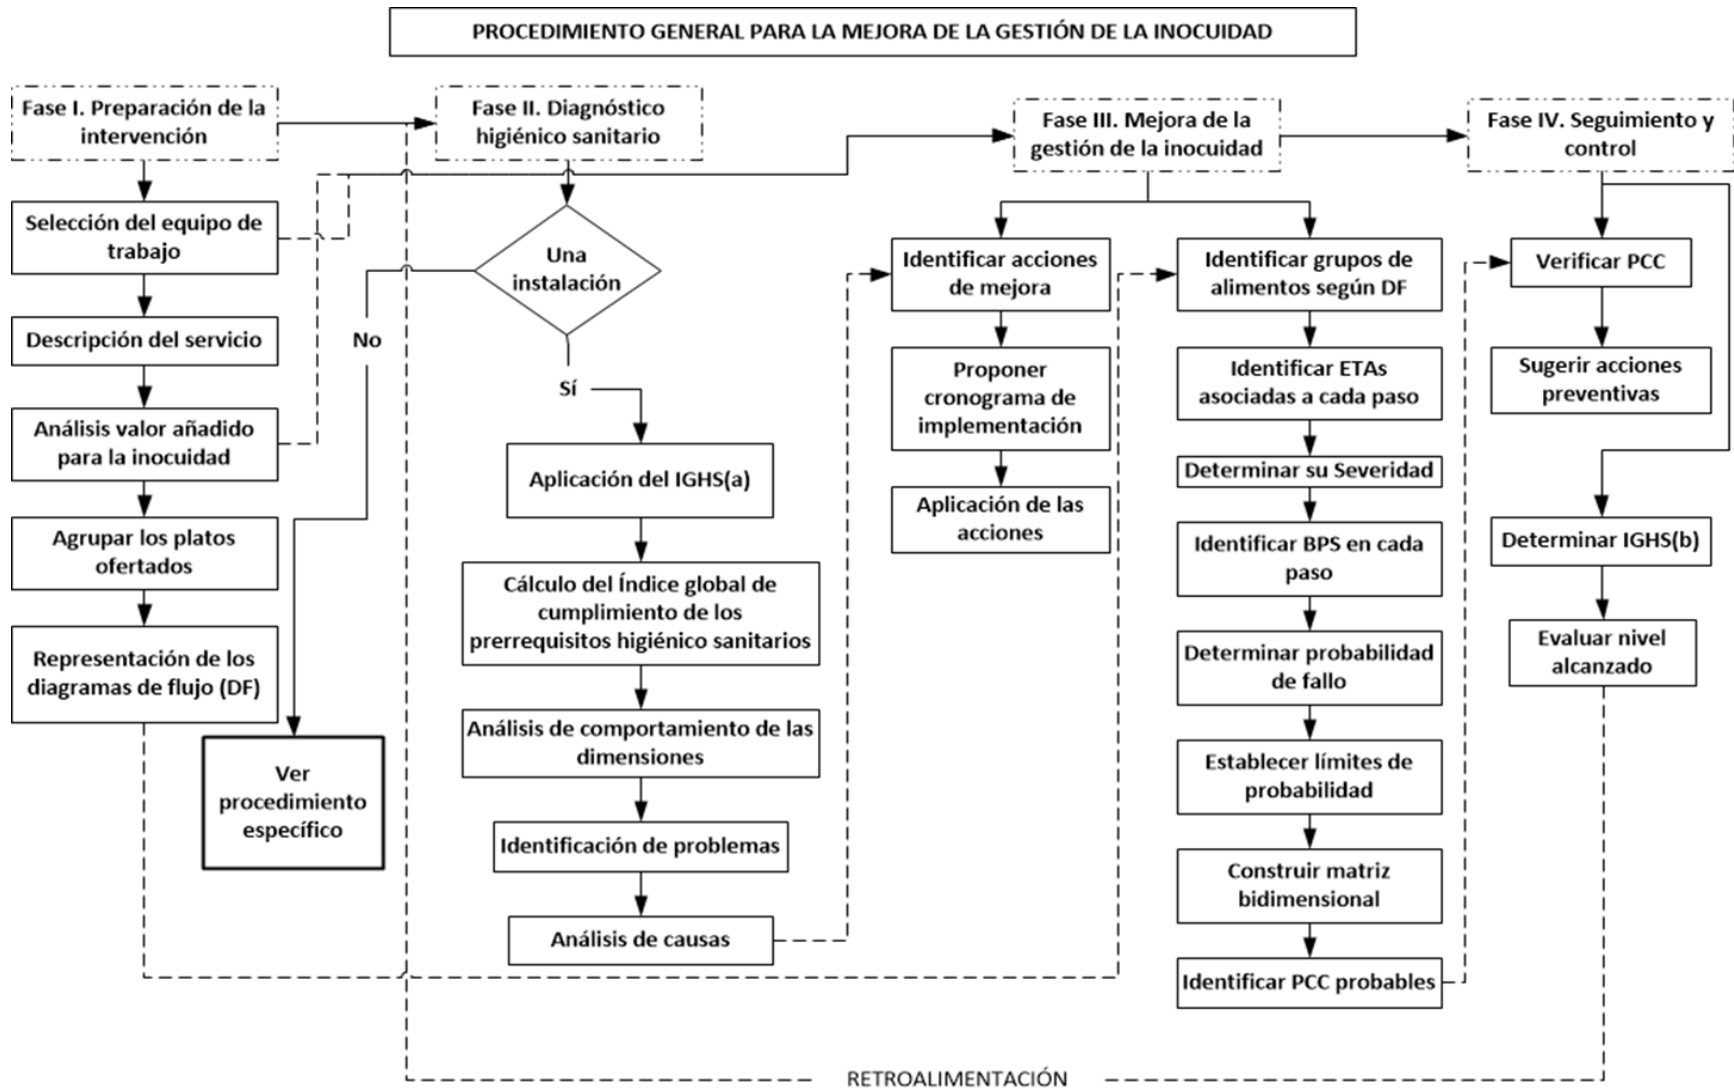 PROCEDIMIENTO GENERAL PARA LA MEJORA DE LA GESTIÓN DE LA INOCUIDAD
Fase I. Preparación de la
intervención
Selección del equipo de
trabajo
Descripción del servicio
Análisis valor añadido
para la inocuidad
Agrupar los platos
ofertados
Representación de los
diagramas de flujo (DF)
Fase II. Diagnóstico
higiénico sanitario
Una
instalación
No
Ver
procedimiento
específico
Sí
Aplicación del IGHS(a)
Cálculo del Índice global de
cumplimiento de los
prerrequisitos higiénico sanitarios
Análisis de comportamiento de las
dimensiones
Identificación de problemas
Análisis de causas
Fase III. Mejora de la
gestión de la inocuidad
Identificar acciones
de mejora
Proponer
cronograma de
implementación
Aplicación de las
acciones
Identificar grupos de
alimentos según DF
Identificar ETAs
asociadas a cada paso
Determinar su Severidad
Identificar BPS en cada
paso
Determinar probabilidad
de fallo
Establecer límites de
probabilidad
Construir matriz
bidimensional
Identificar PCC probables
Fase IV. Seguimiento y
control
Verificar PCC
Sugerir acciones
preventivas
Determinar IGHS(b)
Evaluar nivel
alcanzado
RETROALIMENTACIÓN